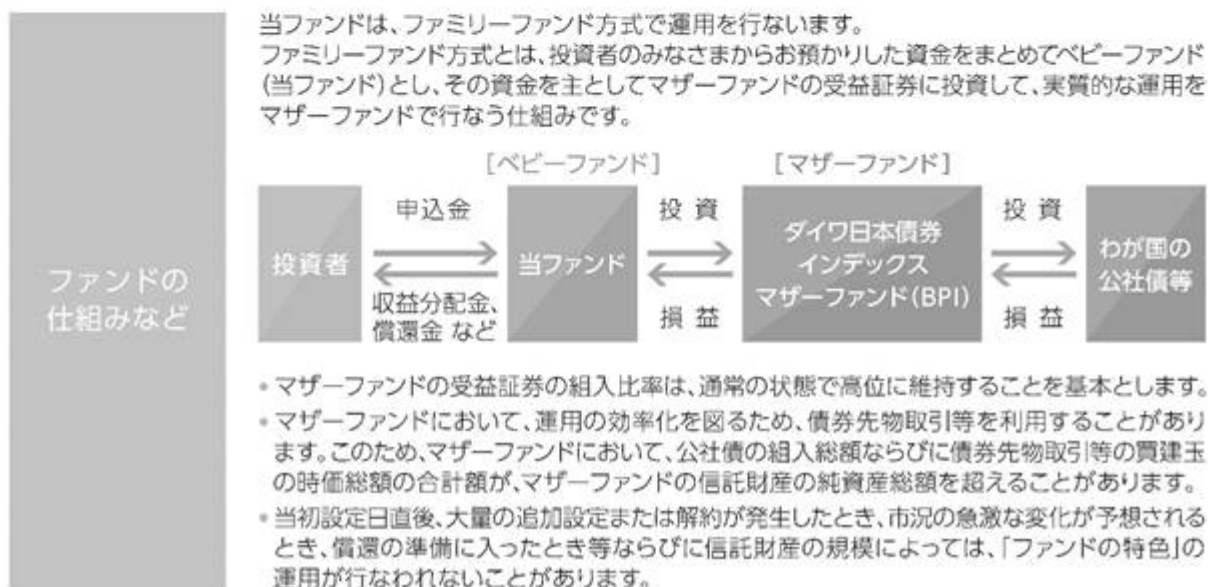 当ファンドは、ファミリーファンド方式で運用を行ないます。
ファミリーファンド方式とは、投資者のみなさまからお預かりした資金をまとめてベビーファンド
(当ファンド)とし、その資金を主としてマザーファンドの受益証券に投資して、実質的な運用を
マザーファンドで行なう仕組みです。
ファンドの
仕組みなど
[ベビーファンド]
[マザーファンド]
投資者
申込金
収益分配金、
償還金 など
当ファンド
投資
損益
ダイワ日本債券
インデックス
マザーファンド(BPI)
投資
損益
わが国の
公社債等
• マザーファンドの受益証券の組入比率は、通常の状態で高位に維持することを基本とします。
• マザーファンドにおいて、運用の効率化を図るため、債券先物取引等を利用することがあり
ます。このため、マザーファンドにおいて、公社債の組入総額ならびに債券先物取引等の買建玉
の時価総額の合計額が、マザーファンドの信託財産の純資産総額を超えることがあります。
• 当初設定日直後、大量の追加設定または解約が発生したとき、市況の急激な変化が予想される
とき、償還の準備に入ったとき等ならびに信託財産の規模によっては、「ファンドの特色」の
運用が行なわれないことがあります。